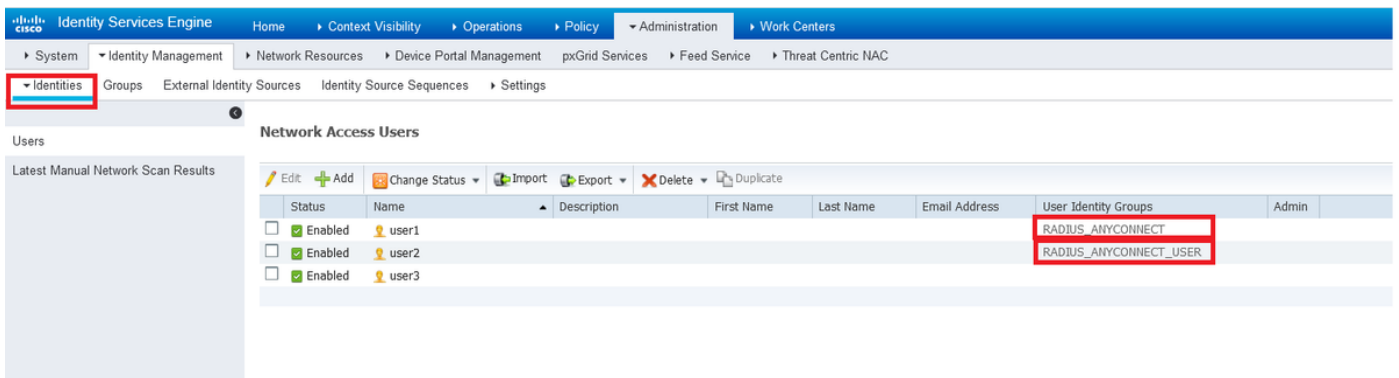 cisco Identity Services Engine Home Context Visibility Operations Policy Administration Work Centers
System Identity Management Network Resources Device Portal Management pxGrid Services Feed Service Threat Centric NAC
Identities Groups External Identity Sources Identity Source Sequences Settings
Users
Latest Manual Network Scan Results
Network Access Users
Edit Add Change Status Import Export Delete Duplicate
Status Name Description First Name Last Name Email Address User Identity Groups Admin
Enabled user1 RADIUS_ANYCONNECT
Enabled user2 RADIUS_ANYCONNECT_USER
Enabled user3